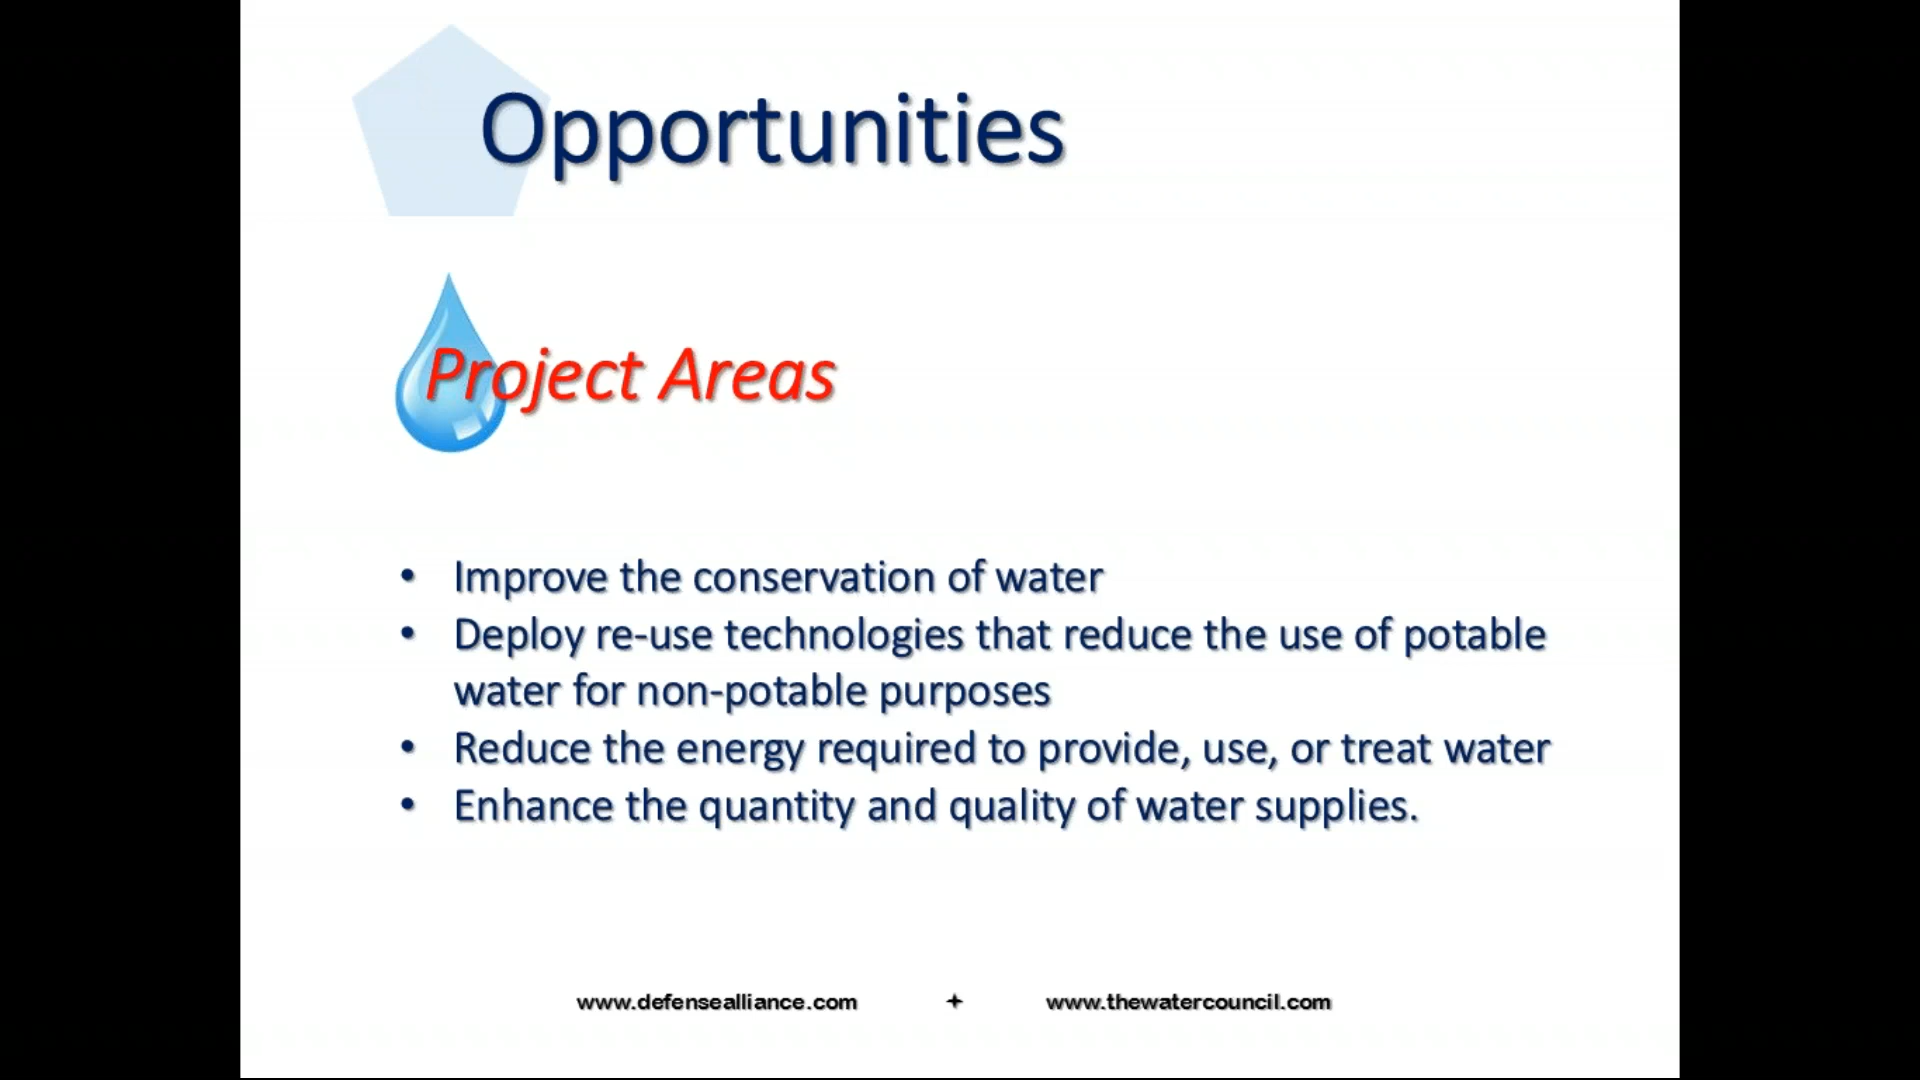 Opportunities
Project Areas
• Improve the conservation of water
• Deploy re-use technologies that reduce the use of potable
water for non-potable purposes
• Reduce the energy required to provide, use, or treat water
• Enhance the quantity and quality of water supplies.
www.defensealliance.com + www.thewatercouncil.com